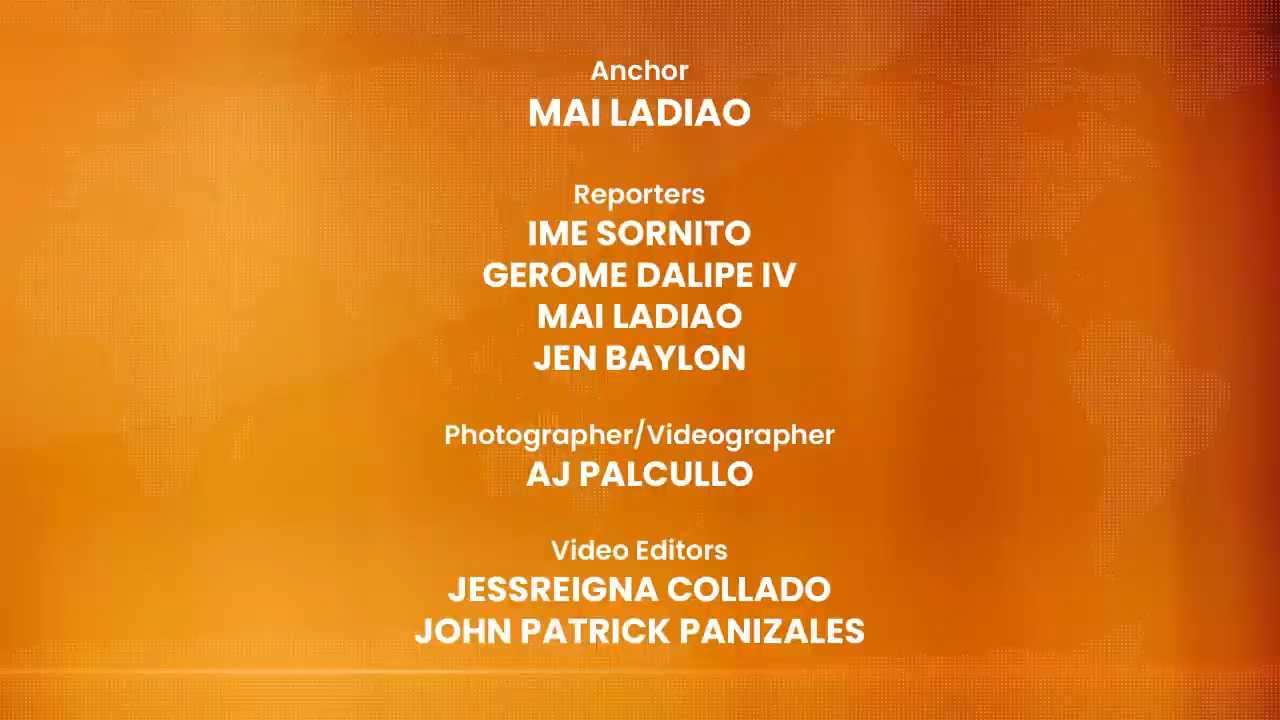 Anchor
MAI LADIAO
Reporters
IME SORNITO
GEROME DALIPE IV
MAI LADIAO
JEN BAYLON
Photographer/Videographer
AJ PALCULLO
Video Editors
JESSREIGNA COLLADO
JOHN PATRICK PANIZALES